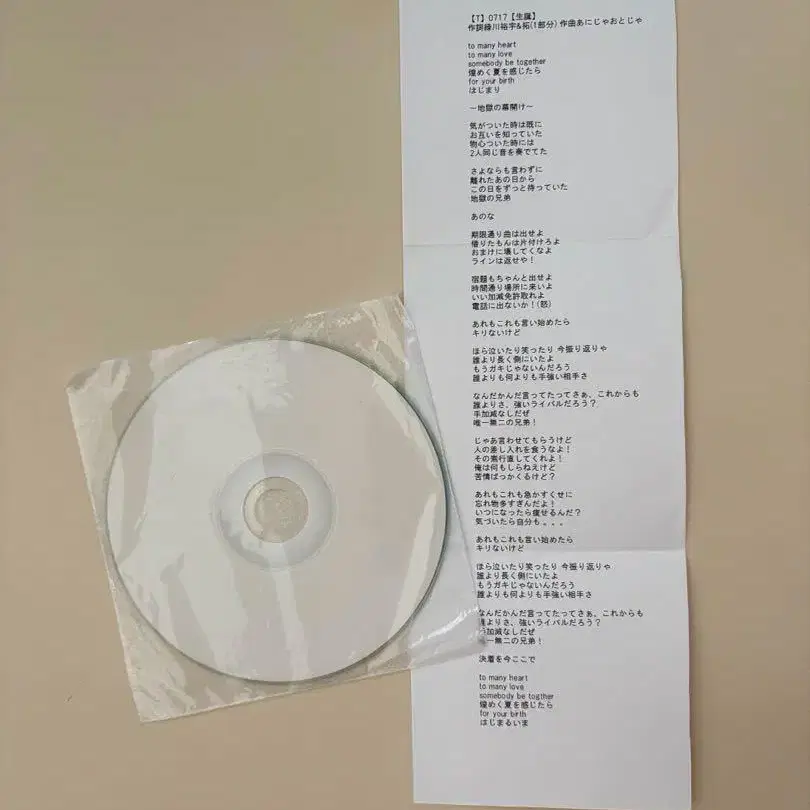 【T】0717【生誕】
作詞緑川裕宇&拓(1部分) 作曲あにじゃおとじゃ
to many heart
to many love
somebody be together
煌めく夏を感じたら
for your birth
はじまり
～地獄の幕開け～
気がついた時は既に
お互いを知っていた
物心ついた時には
2人同じ音を奏でてた
さよならも言わずに
離れたあの日から
この日をずっと待っていた
地獄の兄弟
あのな
期限通り曲は出せよ
借りたもんは片付けろよ
おまけに壊してくなよ
ラインは返せや！
宿題もちゃんと出せよ
時間通り場所に来いよ
いい加減免許取れよ
電話に出ないか！(怒)
あれもこれも言い始めたら
キリないけど
ほら泣いたり笑ったり 今振り返りゃ
誰より長く側にいたよ
もうガキじゃないんだろう
誰よりも何よりも手強い相手さ
なんだかんだ言ってたってさぁ、これからも
誰よりさ、強いライバルだろう？
手加減なしだぜ
唯一無二の兄弟！
じゃあ言わせてもらうけど
人の差し入れを食うなよ！
その素行直してくれよ！
俺は何もしらねえけど
苦情ばっかくるけど？
あれもこれも急かすくせに
忘れ物多すぎんだよ！
いつになったら痩せるんだ？
気づいたら自分も。。。
あれもこれも言い始めたら
キリないけど
ほら泣いたり笑ったり 今振り返りゃ
誰より長く側にいたよ
もうガキじゃないんだろう
誰よりも何よりも手強い相手さ
なんだかんだ言ってたってさぁ、これからも
よりさ、強いライバルだろう？
加減なしだぜ
一無二の兄弟！
決着を今ここで
to many heart
to many love
somebody be togther
煌めく夏を感じたら
for your birth
はじまるいま